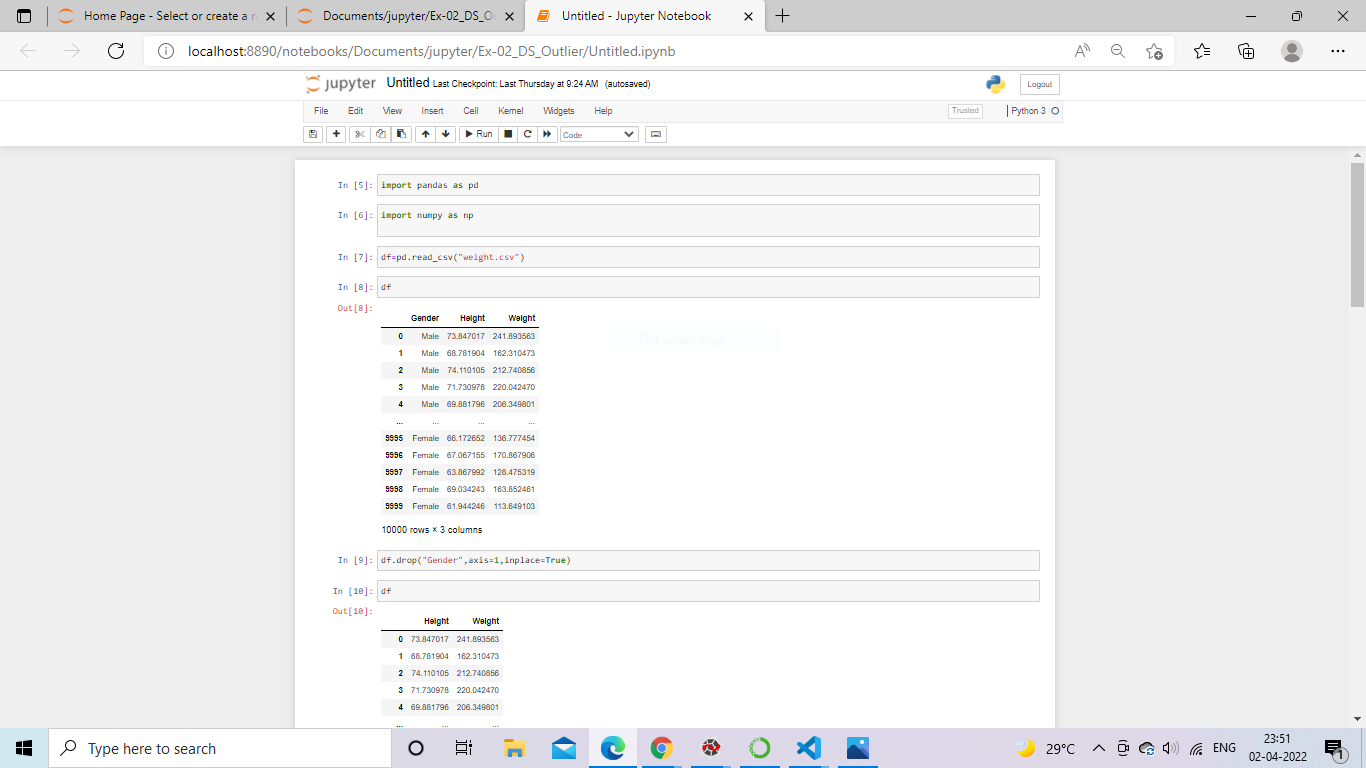 Home Page - Select or create a n
Documents/jupyter/Ex-02_DS_Ou
Untitled - Jupyter Notebook
localhost:8890/notebooks/Documents/jupyter/Ex-02_DS_Outlier/Untitled.ipynb
jupyter Untitled Last Checkpoint: Last Thursday at 9:24 AM (autosaved)
Logout
File Edit View Insert Cell Kernel Widgets Help
Trusted
Python 3
Run
Code
In [5]: import pandas as pd
In [6]: import numpy as np
In [7]: df=pd.read_csv("weight.csv")
In [8]: df
Out[8]:
Gender Height Weight
0 Male 73.847017 241.893563
1 Male 68.781904 162.310473
2 Male 74.110105 212.740856
3 Male 71.730978 220.042470
4 Male 69.881796 206.349801
... ... ... ...
9995 Female 66.172652 136.777454
9996 Female 67.067155 170.867906
9997 Female 63.867992 128.475319
9998 Female 69.034243 163.852461
9999 Female 61.944246 113.649103
10000 rows × 3 columns
In [9]: df.drop("Gender",axis=1,inplace=True)
In [10]: df
Out[10]:
Height Weight
0 73.847017 241.893563
1 68.781904 162.310473
2 74.110105 212.740856
3 71.730978 220.042470
4 69.881796 206.349801
... ... ...
Type here to search
29°C
ENG
23:51
02-04-2022
1